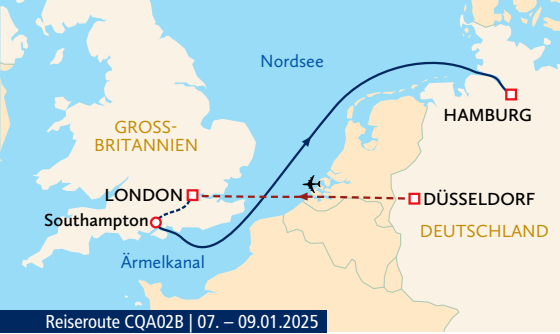 Nordsee
HAMBURG
GROSS-
BRITANNIEN
LONDON
DÜSSELDORF
Southampton
DEUTSCHLAND
Ärmelkanal
Reiseroute CQA02B | 07. – 09.01.2025